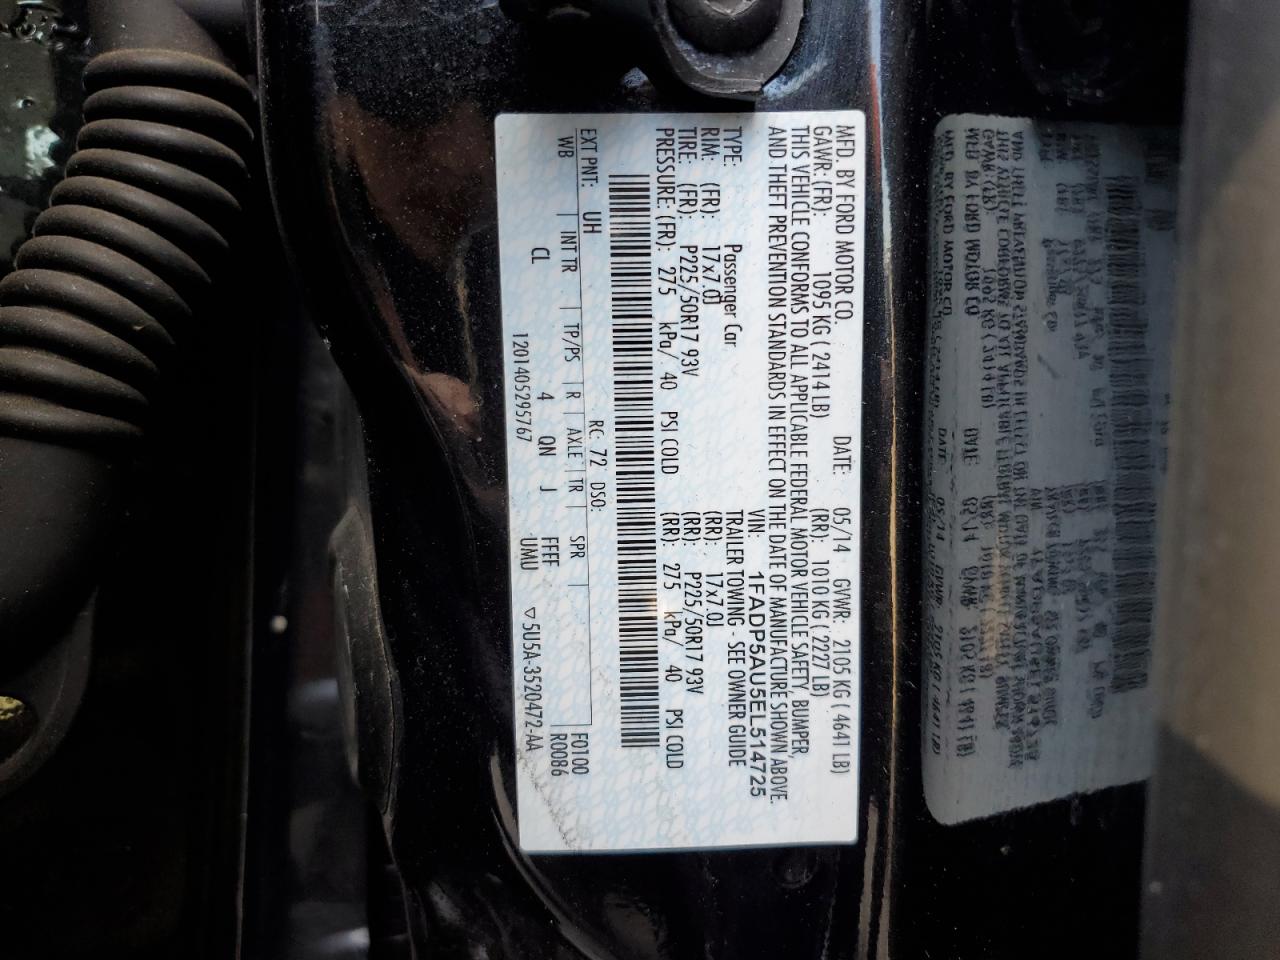 MFD. BY FORD MOTOR CO.
DATE: 05/14 GVWR: 2105 KG ( 4641 LB)
GAWR: (FR): 1095 KG ( 2414 LB) (RR): 1010 KG ( 2227 LB)
THIS VEHICLE CONFORMS TO ALL APPLICABLE FEDERAL MOTOR VEHICLE SAFETY, BUMPER,
AND THEFT PREVENTION STANDARDS IN EFFECT ON THE DATE OF MANUFACTURE SHOWN ABOVE.
VIN: 1FADP5AU5EL514725
TYPE: Passenger Car TRAILER TOWING - SEE OWNER GUIDE
RIM: (FR): 17x7.0J (RR): 17x7.0J
TIRE: (FR): P225/50R17 93V (RR): P225/50R17 93V
PRESSURE: (FR): 275 kPa/ 40 PSI COLD (RR): 275 kPa/ 40 PSI COLD
EXT PNT: UH RC: 72 DSO: F0100
WB INT TR TP/PS R AXLE TR SPR R0086
CL 4 QN J FFFF
120140529576​7 UMU ▽5U5A-3520472-AA